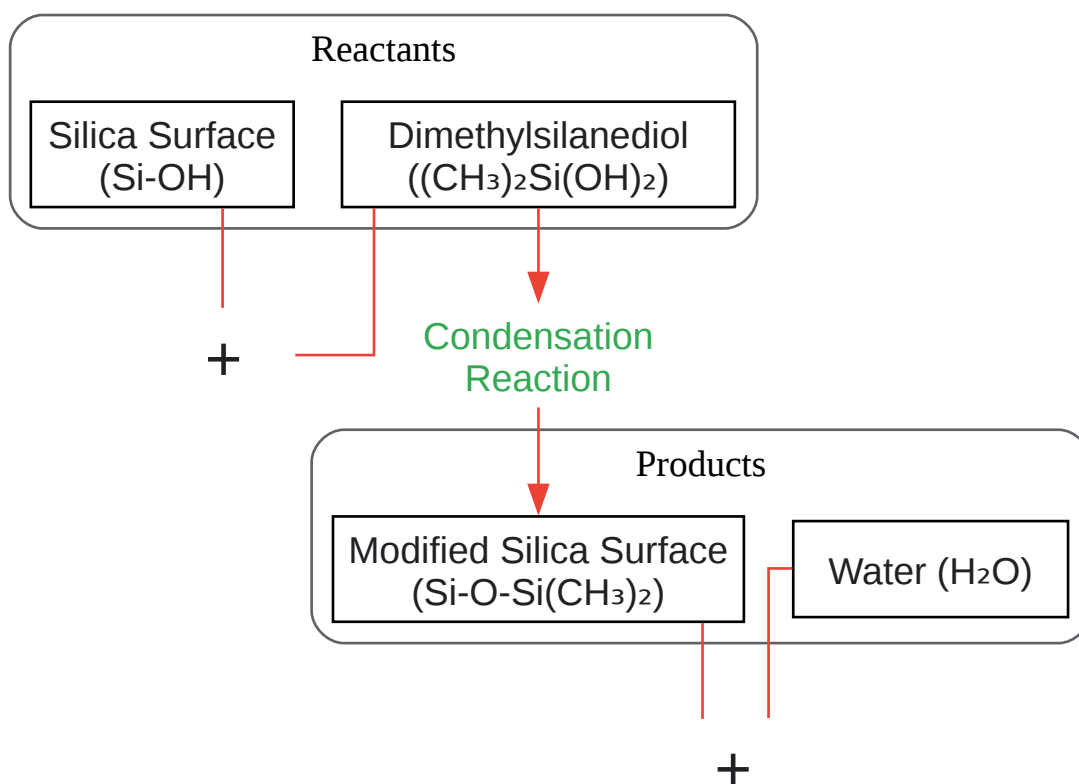 Reactants
Silica Surface
(Si-OH)
Dimethylsilanediol
((CH₃)₂Si(OH)₂)
+
Condensation
Reaction
Products
Modified Silica Surface
(Si-O-Si(CH₃)₂)
Water (H₂O)
+